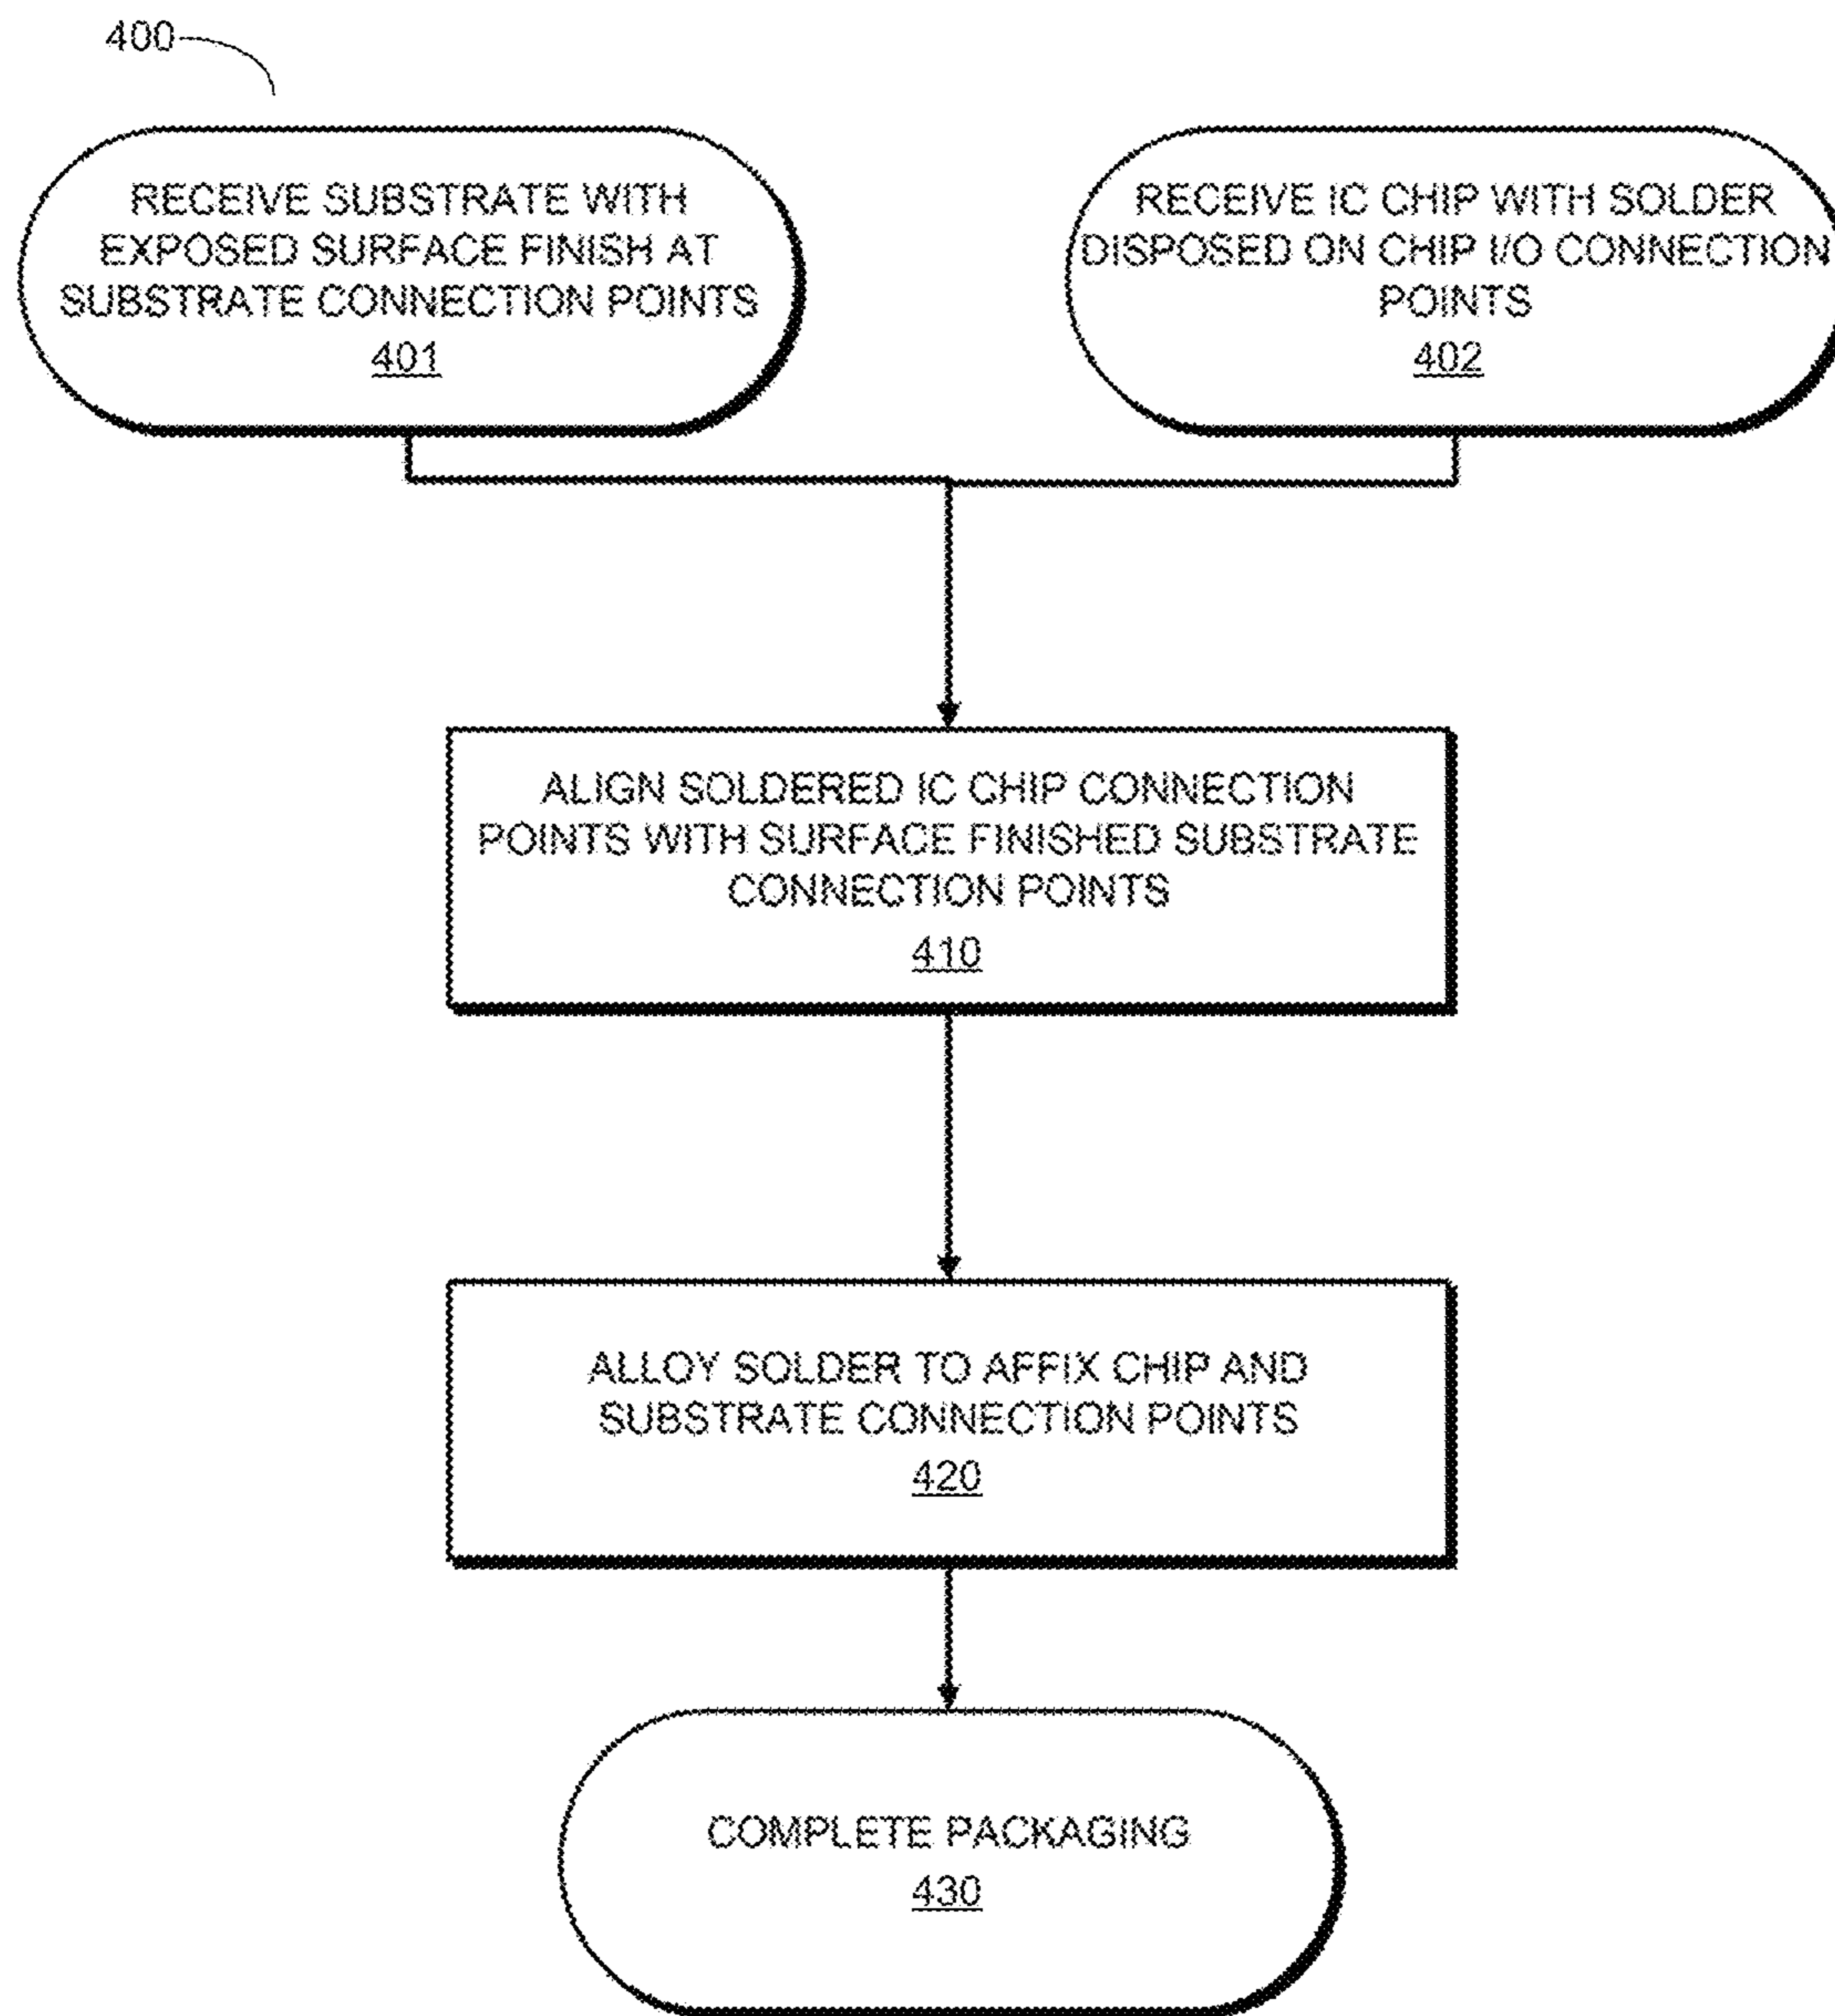 400
RECEIVE SUBSTRATE WITH
EXPOSED SURFACE FINISH AT
SUBSTRATE CONNECTION POINTS
401
RECEIVE IC CHIP WITH SOLDER
DISPOSED ON CHIP I/O CONNECTION
POINTS
402
ALIGN SOLDERED IC CHIP CONNECTION
POINTS WITH SURFACE FINISHED SUBSTRATE
CONNECTION POINTS
410
ALLOY SOLDER TO AFFIX CHIP AND
SUBSTRATE CONNECTION POINTS
420
COMPLETE PACKAGING
430